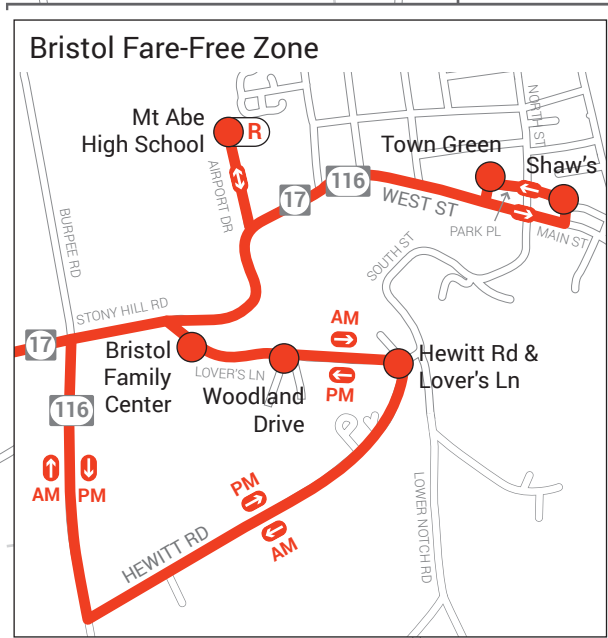 Bristol Fare-Free Zone
Mt Abe
High School
R
AIRPORT DR
Town Green
NORTH ST
Shaw's
17
116
WEST ST
PARK PL
MAIN ST
BURPEE RD
SOUTH ST
STONY HILL RD
17
Bristol
Family
Center
LOVER'S LN
Woodland
Drive
AM
PM
Hewitt Rd &
Lover's Ln
116
AM
PM
PM
AM
HEWITT RD
LOWER NOTCH RD